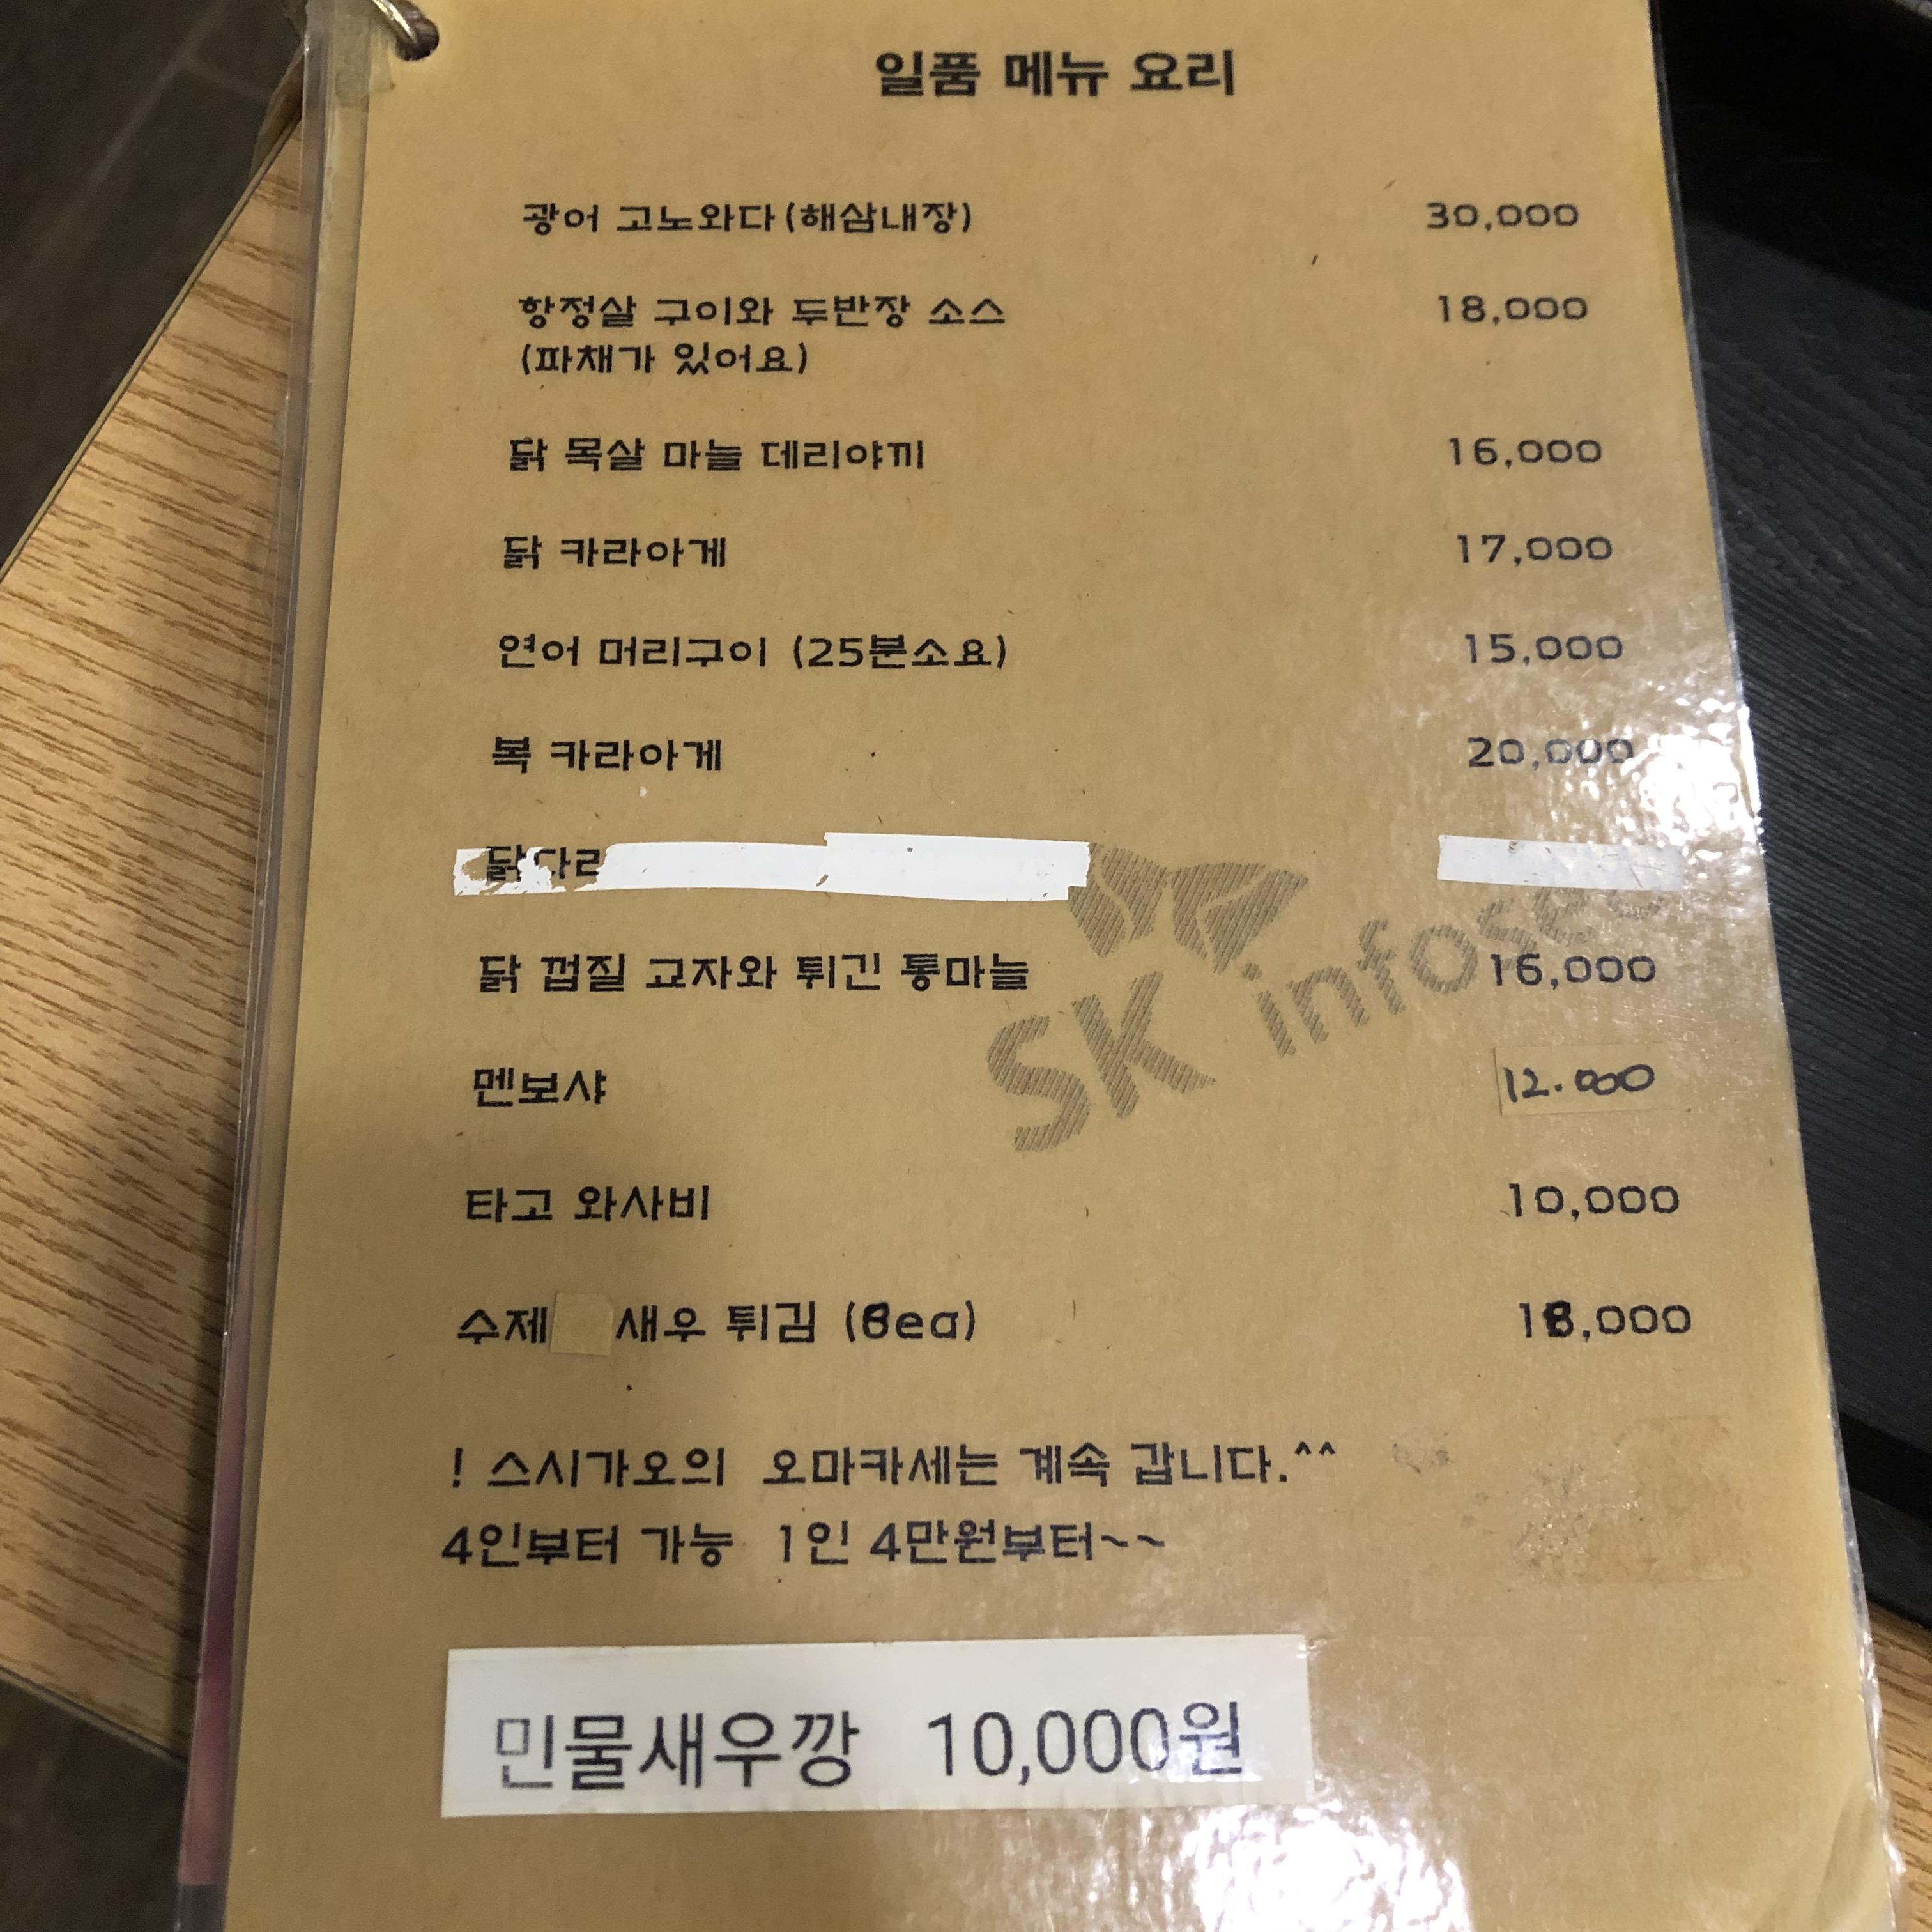 일품 메뉴 요리
광어 고노와다(해삼내장) 30,000
항정살 구이와 두반장 소스 18,000
(파채가 있어요)
닭 목살 마늘 데리야끼 16,000
닭 카라아게 17,000
연어 머리구이 (25분소요) 15,000
복 카라아게 20,000
닭다리
닭 껍질 교자와 튀긴 통마늘 16,000
SK infosec
멘보샤 12.000
타고 와사비 10,000
수제 새우 튀김 (6ea) 18,000
! 스시가오의 오마카세는 계속 갑니다.^^
4인부터 가능 1인 4만원부터~~
민물새우깡 10,000원